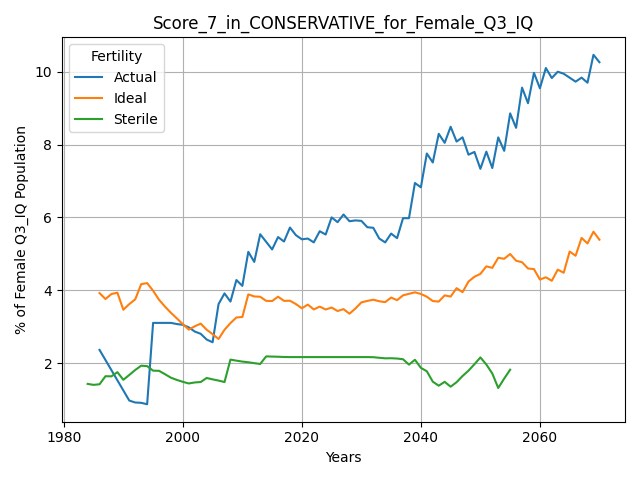 Score_7_in_CONSERVATIVE_for_Female_Q3_IQ
Fertility
Actual
Ideal
Sterile
% of Female Q3_IQ Population
10
8
6
4
2
1980
2000
2020
2040
2060
Years